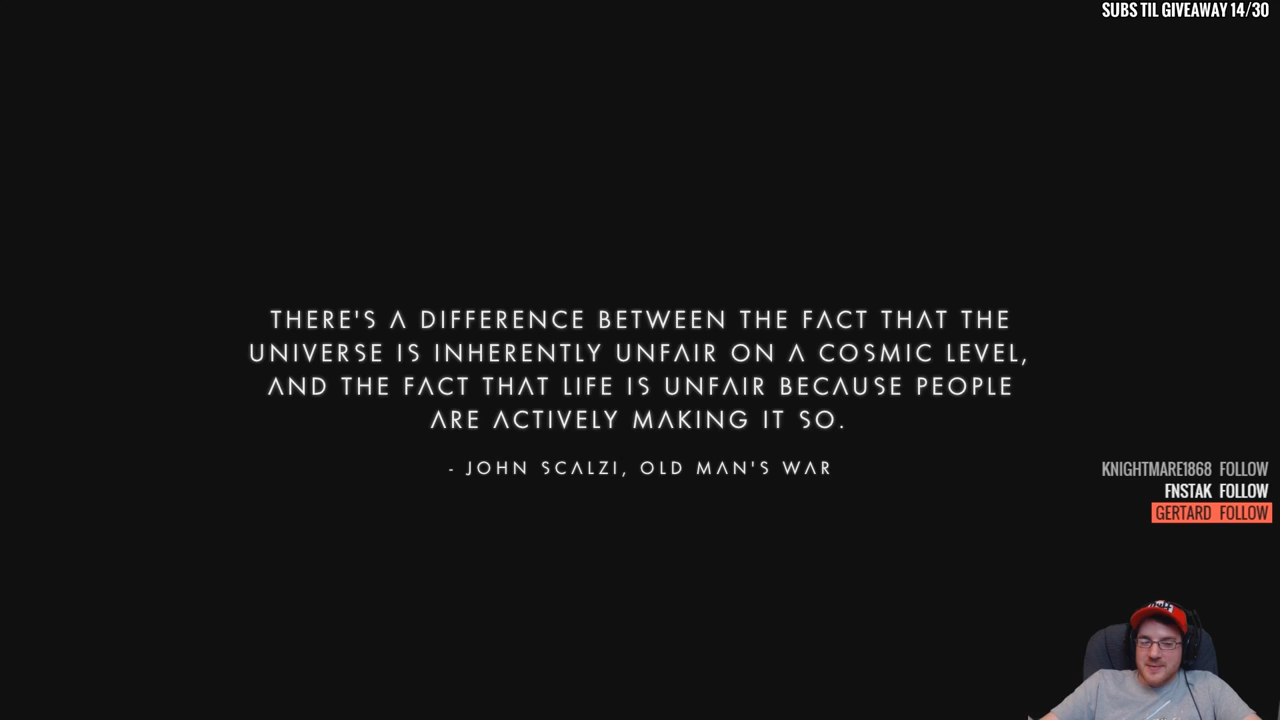 SUBS TIL GIVEAWAY 14/30
THERE'S A DIFFERENCE BETWEEN THE FACT THAT THE
UNIVERSE IS INHERENTLY UNFAIR ON A COSMIC LEVEL,
AND THE FACT THAT LIFE IS UNFAIR BECAUSE PEOPLE
ARE ACTIVELY MAKING IT SO.
- JOHN SCALZI, OLD MAN'S WAR
KNIGHTMARE1868 FOLLOW
FNSTAK FOLLOW
GERTARD FOLLOW